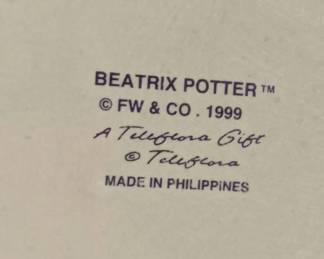 BEATRIX POTTER™
© FW & CO . 1999
A Teleflora Gift
© Teleflora
MADE IN PHILIPPINES